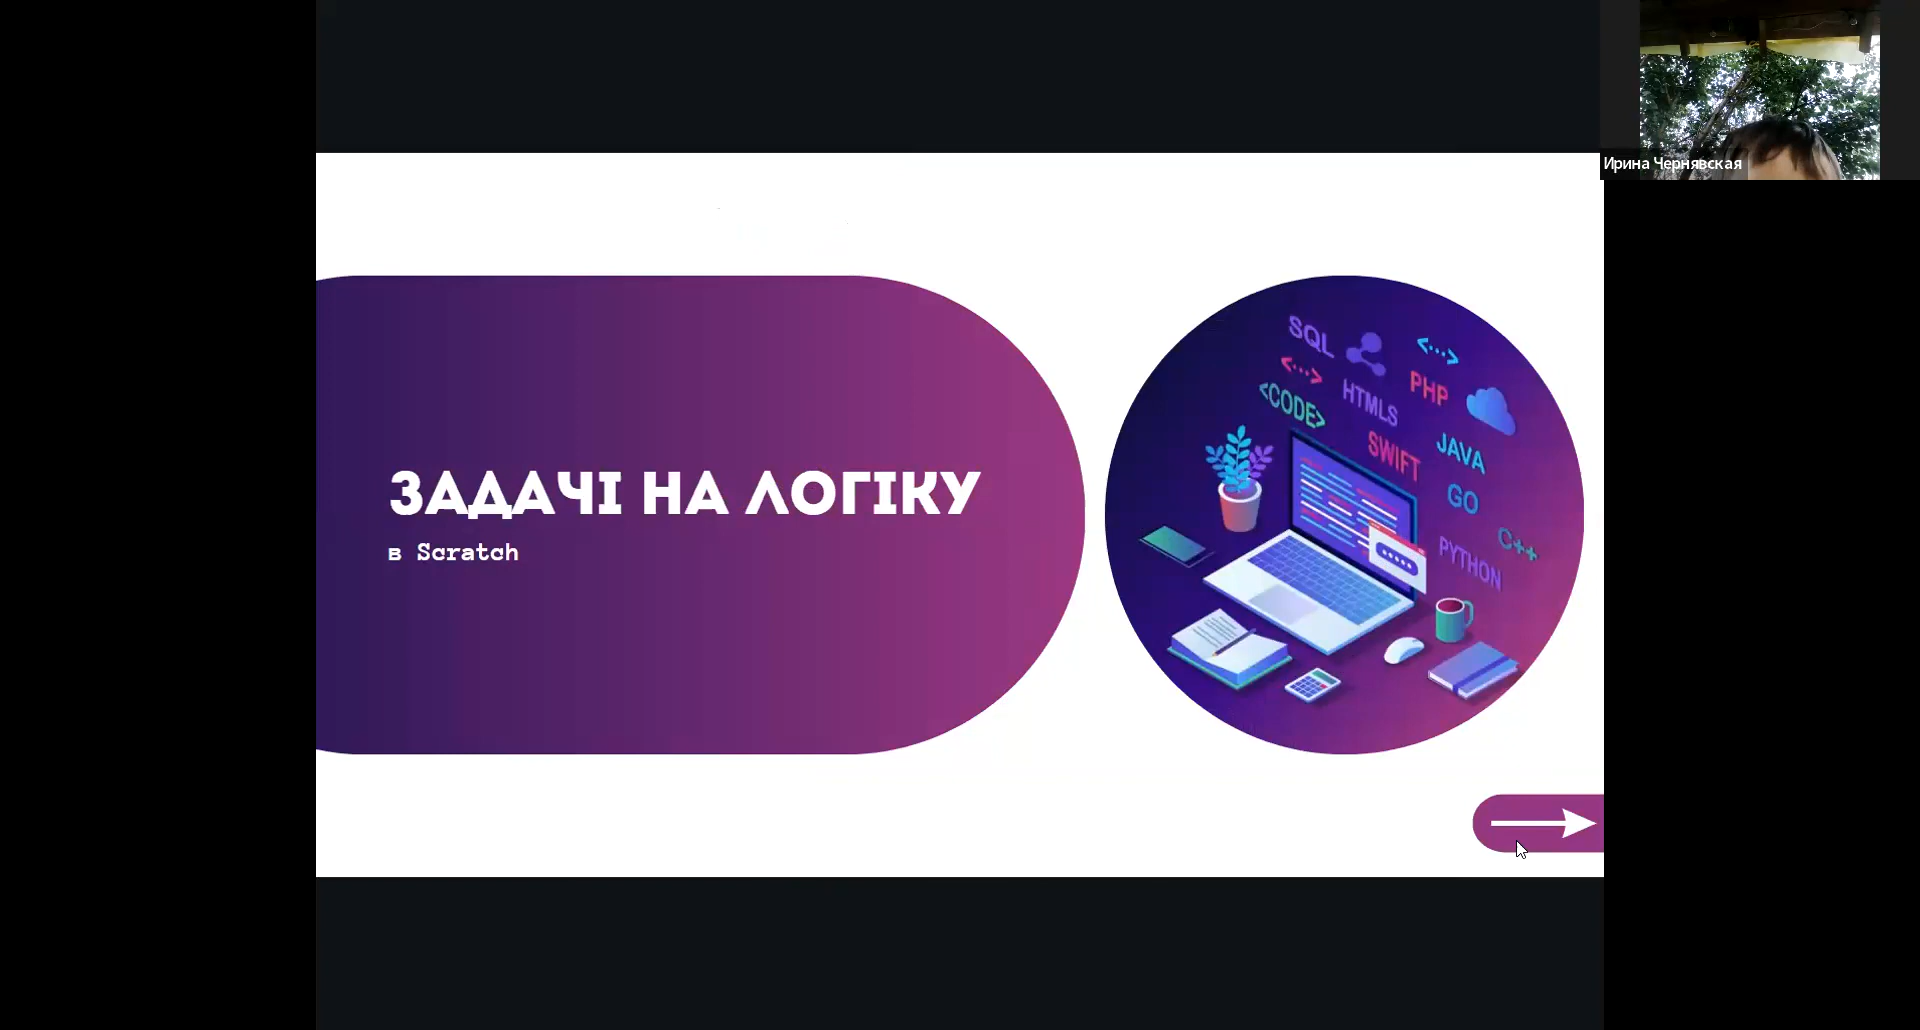 ЗАДАЧІ НА ЛОГІКУ
в Scratch
SQL
<...>
<...>
PHP
HTMLS
<CODE>
SWIFT
JAVA
GO
C++
PYTHON
Ирина Чернявская